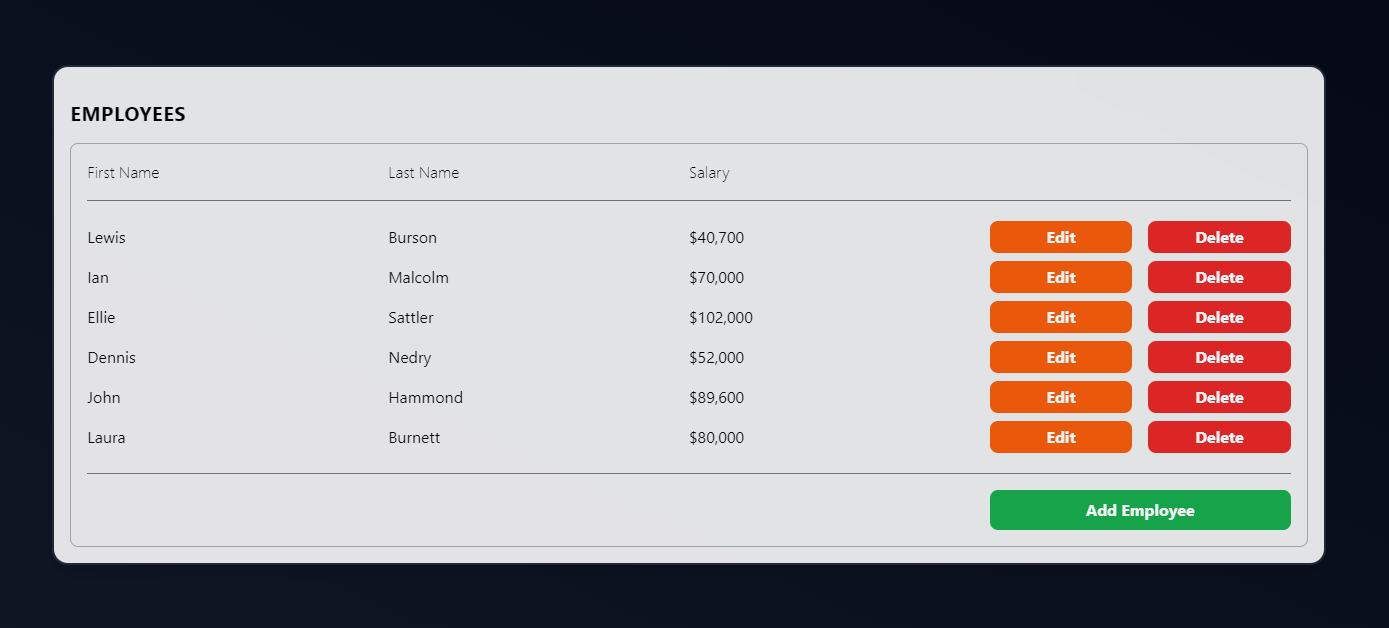 EMPLOYEES
First Name Last Name Salary
Lewis Burson $40,700 Edit Delete
Ian Malcolm $70,000 Edit Delete
Ellie Sattler $102,000 Edit Delete
Dennis Nedry $52,000 Edit Delete
John Hammond $89,600 Edit Delete
Laura Burnett $80,000 Edit Delete
Add Employee